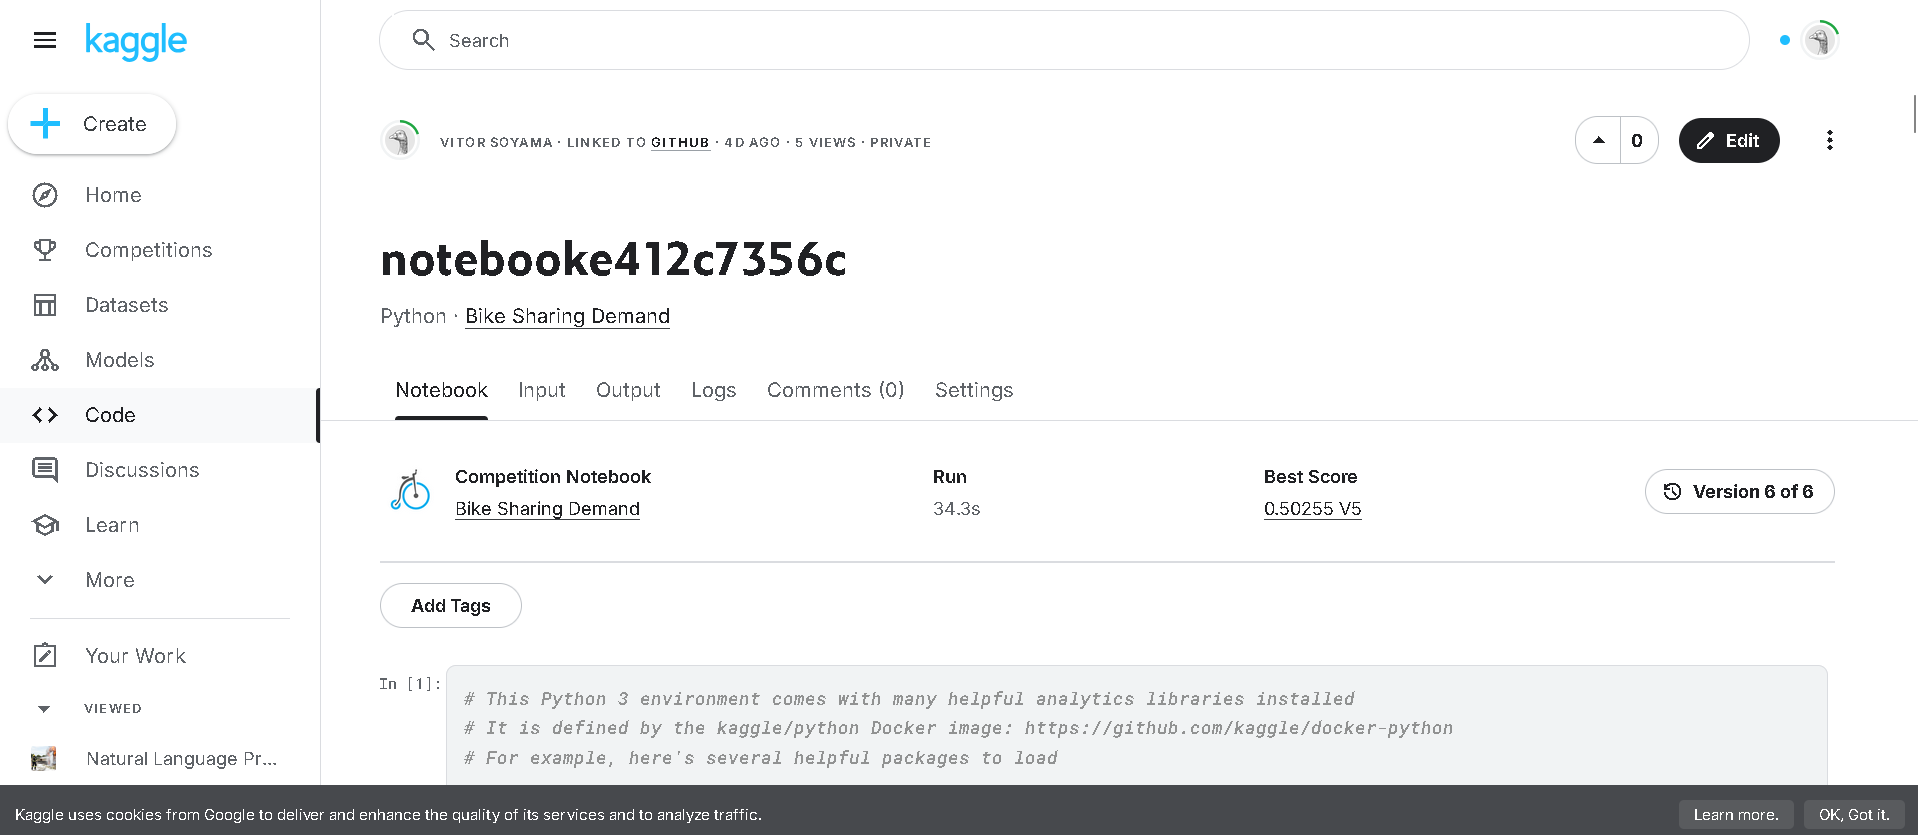 kaggle
Search
Create
Home
Competitions
Datasets
Models
Code
Discussions
Learn
More
Your Work
VIEWED
Natural Language Pr...
VITOR SOYAMA · LINKED TO GITHUB · 4D AGO · 5 VIEWS · PRIVATE
0
Edit
notebooke412c7356c
Python · Bike Sharing Demand
Notebook Input Output Logs Comments (0) Settings
Competition Notebook
Bike Sharing Demand
Run
34.3s
Best Score
0.50255 V5
Version 6 of 6
Add Tags
In [1]:
# This Python 3 environment comes with many helpful analytics libraries installed
# It is defined by the kaggle/python Docker image: https://github.com/kaggle/docker-python
# For example, here's several helpful packages to load
Kaggle uses cookies from Google to deliver and enhance the quality of its services and to analyze traffic.
Learn more.
OK, Got it.